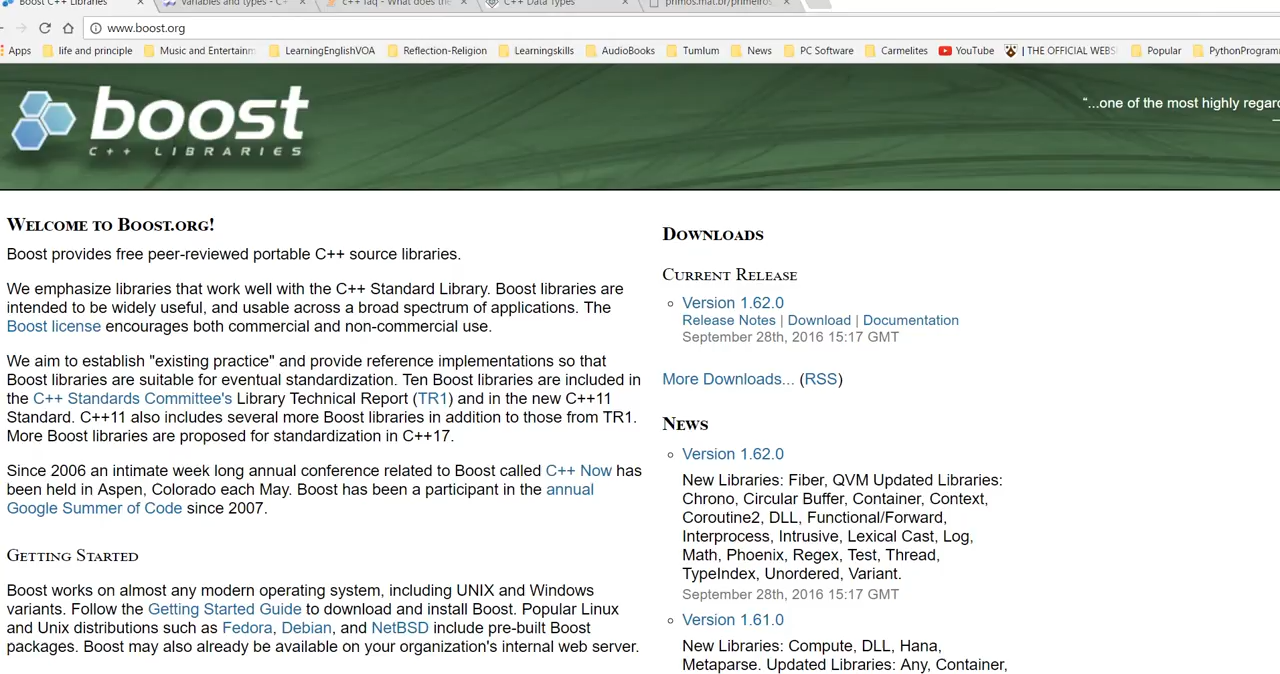 Boost C++ Libraries
Variables and types - C+
c++ faq - What does the
C++ Data Types
primos.mat.br/primeiros
www.boost.org
Apps
life and principle
Music and Entertainm
LearningEnglishVOA
Reflection-Religion
Learningskills
AudioBooks
Tumlum
News
PC Software
Carmelites
YouTube
| THE OFFICIAL WEBS
Popular
PythonProgram
boost
C++ LIBRARIES
"...one of the most highly regar
WELCOME TO BOOST.ORG!
Boost provides free peer-reviewed portable C++ source libraries.
We emphasize libraries that work well with the C++ Standard Library. Boost libraries are
intended to be widely useful, and usable across a broad spectrum of applications. The
Boost license encourages both commercial and non-commercial use.
We aim to establish "existing practice" and provide reference implementations so that
Boost libraries are suitable for eventual standardization. Ten Boost libraries are included in
the C++ Standards Committee's Library Technical Report (TR1) and in the new C++11
Standard. C++11 also includes several more Boost libraries in addition to those from TR1.
More Boost libraries are proposed for standardization in C++17.
Since 2006 an intimate week long annual conference related to Boost called C++ Now has
been held in Aspen, Colorado each May. Boost has been a participant in the annual
Google Summer of Code since 2007.
GETTING STARTED
Boost works on almost any modern operating system, including UNIX and Windows
variants. Follow the Getting Started Guide to download and install Boost. Popular Linux
and Unix distributions such as Fedora, Debian, and NetBSD include pre-built Boost
packages. Boost may also already be available on your organization's internal web server.
DOWNLOADS
CURRENT RELEASE
Version 1.62.0
Release Notes | Download | Documentation
September 28th, 2016 15:17 GMT
More Downloads... (RSS)
NEWS
Version 1.62.0
New Libraries: Fiber, QVM Updated Libraries:
Chrono, Circular Buffer, Container, Context,
Coroutine2, DLL, Functional/Forward,
Interprocess, Intrusive, Lexical Cast, Log,
Math, Phoenix, Regex, Test, Thread,
TypeIndex, Unordered, Variant.
September 28th, 2016 15:17 GMT
Version 1.61.0
New Libraries: Compute, DLL, Hana,
Metaparse. Updated Libraries: Any, Container,